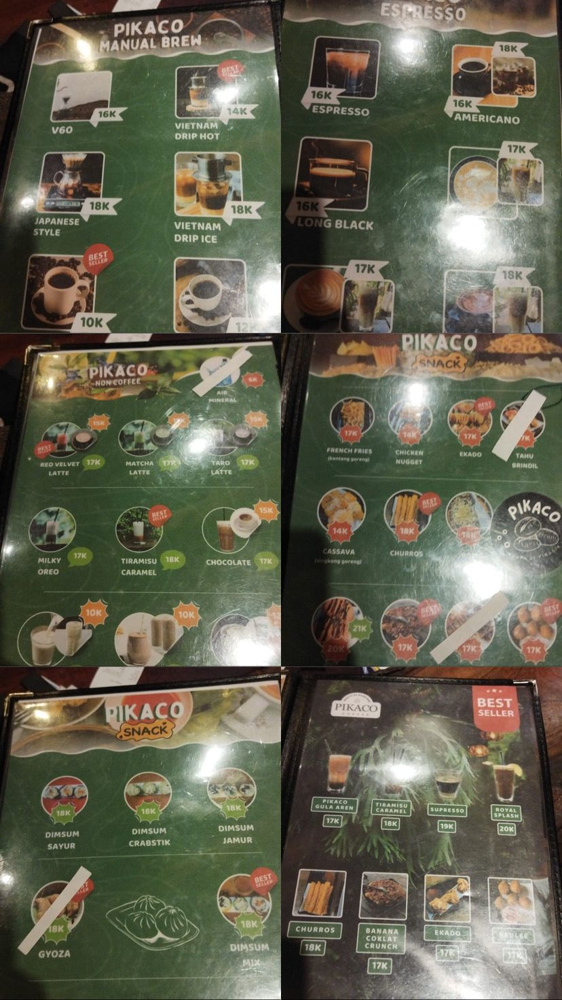 PIKACO
MANUAL BREW
16K
V60
BEST
SELLER
14K
VIETNAM
DRIP HOT
18K
JAPANESE
STYLE
18K
VIETNAM
DRIP ICE
BEST
SELLER
10K
12K
ESPRESSO
16K
ESPRESSO
18K
16K
AMERICANO
16K
LONG BLACK
17K
17K
18K
PIKACO
NON COFFEE
AIR
MINERAL
15K
BEST
SELLER
RED VELVET
LATTE
17K
MATCHA
LATTE
17K
15K
TARO
LATTE
17K
MILKY
OREO
17K
BEST
SELLER
TIRAMISU
CARAMEL
18K
15K
CHOCOLATE
17K
10K
10K
PIKACO
SNACK
17K
FRENCH FRIES
(kentang goreng)
14K
CHICKEN
NUGGET
BEST
SELLER
17K
EKADO
TAHU
BRINDIL
14K
CASSAVA
(singkong goreng)
BEST
SELLER
18K
CHURROS
18K
PIKACO
21K
20K
BEST
SELLER
17K
17K
BEST
SELLER
17K
PIKACO
SNACK
18K
DIMSUM
SAYUR
18K
DIMSUM
CRABSTIK
18K
DIMSUM
JAMUR
18K
GYOZA
BEST
SELLER
18K
DIMSUM
MIX
PIKACO
BEST
SELLER
PIKACO
GULA AREN
17K
TIRAMISU
CARAMEL
18K
SUPRESSO
19K
ROYAL
SPLASH
20K
CHURROS
18K
BANANA
COKLAT
CRUNCH
17K
EKADO
17K
17K